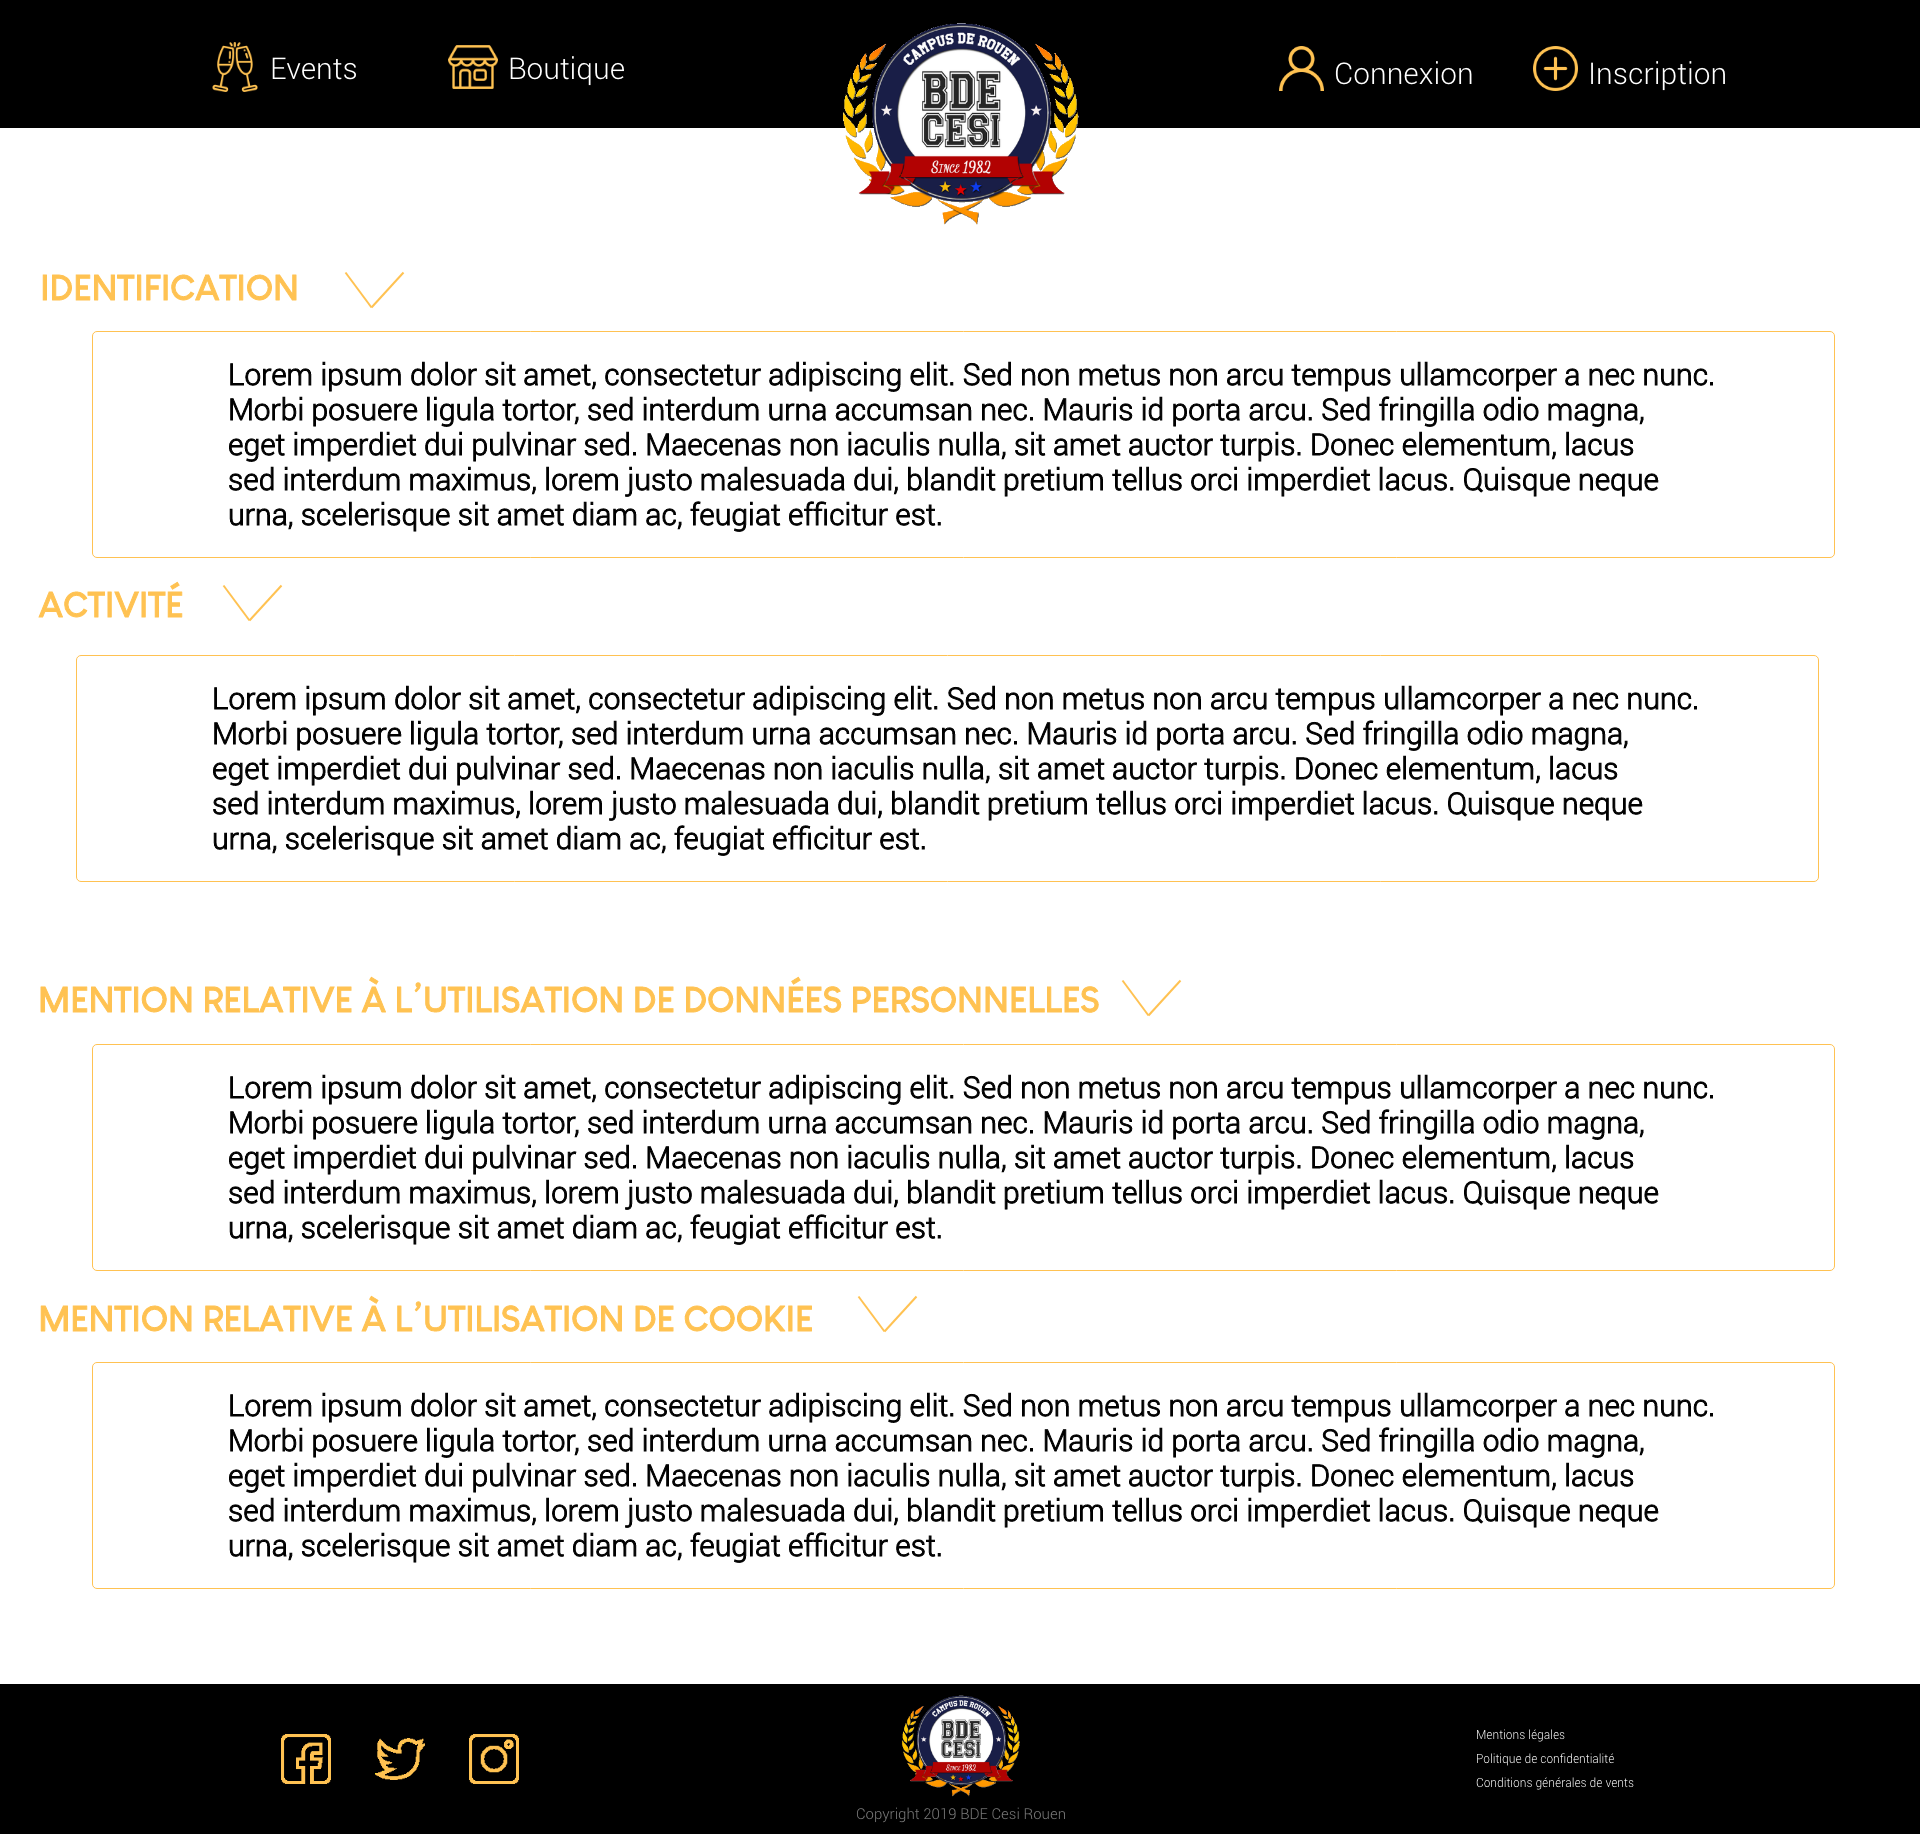 Events
Boutique
CAMPUS DE ROUEN
BDE
CESI
SINCE 1982
Connexion
Inscription
IDENTIFICATION
Lorem ipsum dolor sit amet, consectetur adipiscing elit. Sed non metus non arcu tempus ullamcorper a nec nunc.
Morbi posuere ligula tortor, sed interdum urna accumsan nec. Mauris id porta arcu. Sed fringilla odio magna,
eget imperdiet dui pulvinar sed. Maecenas non iaculis nulla, sit amet auctor turpis. Donec elementum, lacus
sed interdum maximus, lorem justo malesuada dui, blandit pretium tellus orci imperdiet lacus. Quisque neque
urna, scelerisque sit amet diam ac, feugiat efficitur est.
ACTIVITÉ
Lorem ipsum dolor sit amet, consectetur adipiscing elit. Sed non metus non arcu tempus ullamcorper a nec nunc.
Morbi posuere ligula tortor, sed interdum urna accumsan nec. Mauris id porta arcu. Sed fringilla odio magna,
eget imperdiet dui pulvinar sed. Maecenas non iaculis nulla, sit amet auctor turpis. Donec elementum, lacus
sed interdum maximus, lorem justo malesuada dui, blandit pretium tellus orci imperdiet lacus. Quisque neque
urna, scelerisque sit amet diam ac, feugiat efficitur est.
MENTION RELATIVE À L'UTILISATION DE DONNÉES PERSONNELLES
Lorem ipsum dolor sit amet, consectetur adipiscing elit. Sed non metus non arcu tempus ullamcorper a nec nunc.
Morbi posuere ligula tortor, sed interdum urna accumsan nec. Mauris id porta arcu. Sed fringilla odio magna,
eget imperdiet dui pulvinar sed. Maecenas non iaculis nulla, sit amet auctor turpis. Donec elementum, lacus
sed interdum maximus, lorem justo malesuada dui, blandit pretium tellus orci imperdiet lacus. Quisque neque
urna, scelerisque sit amet diam ac, feugiat efficitur est.
MENTION RELATIVE À L'UTILISATION DE COOKIE
Lorem ipsum dolor sit amet, consectetur adipiscing elit. Sed non metus non arcu tempus ullamcorper a nec nunc.
Morbi posuere ligula tortor, sed interdum urna accumsan nec. Mauris id porta arcu. Sed fringilla odio magna,
eget imperdiet dui pulvinar sed. Maecenas non iaculis nulla, sit amet auctor turpis. Donec elementum, lacus
sed interdum maximus, lorem justo malesuada dui, blandit pretium tellus orci imperdiet lacus. Quisque neque
urna, scelerisque sit amet diam ac, feugiat efficitur est.
CAMPUS DE ROUEN
BDE
CESI
SINCE 1982
Copyright 2019 BDE Cesi Rouen
Mentions légales
Politique de confidentialité
Conditions générales de vents